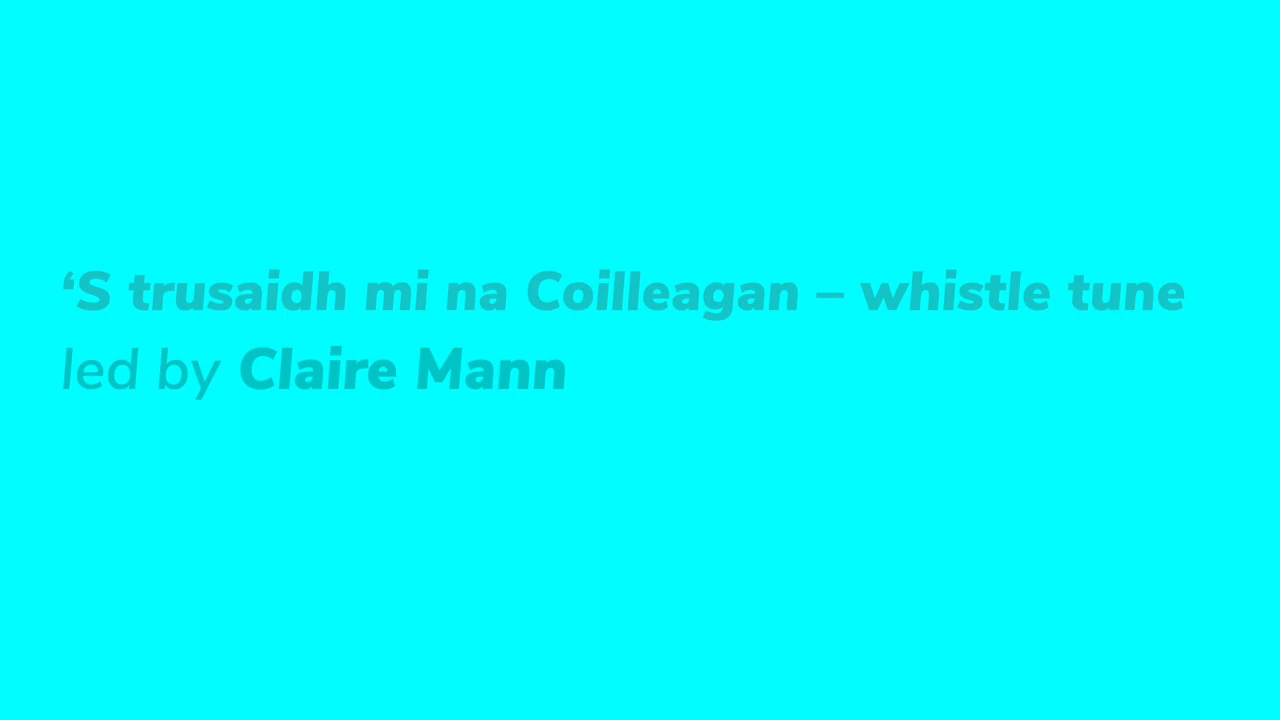 ‘S trusaidh mi na Coilleagan – whistle tune
led by Claire Mann